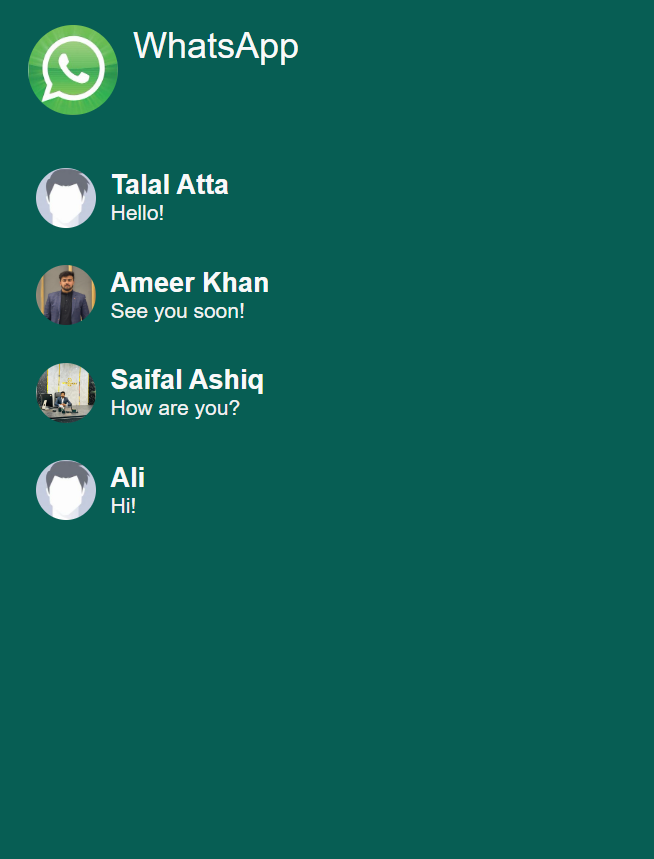 WhatsApp
Talal Atta
Hello!
Ameer Khan
See you soon!
Saifal Ashiq
How are you?
Ali
Hi!